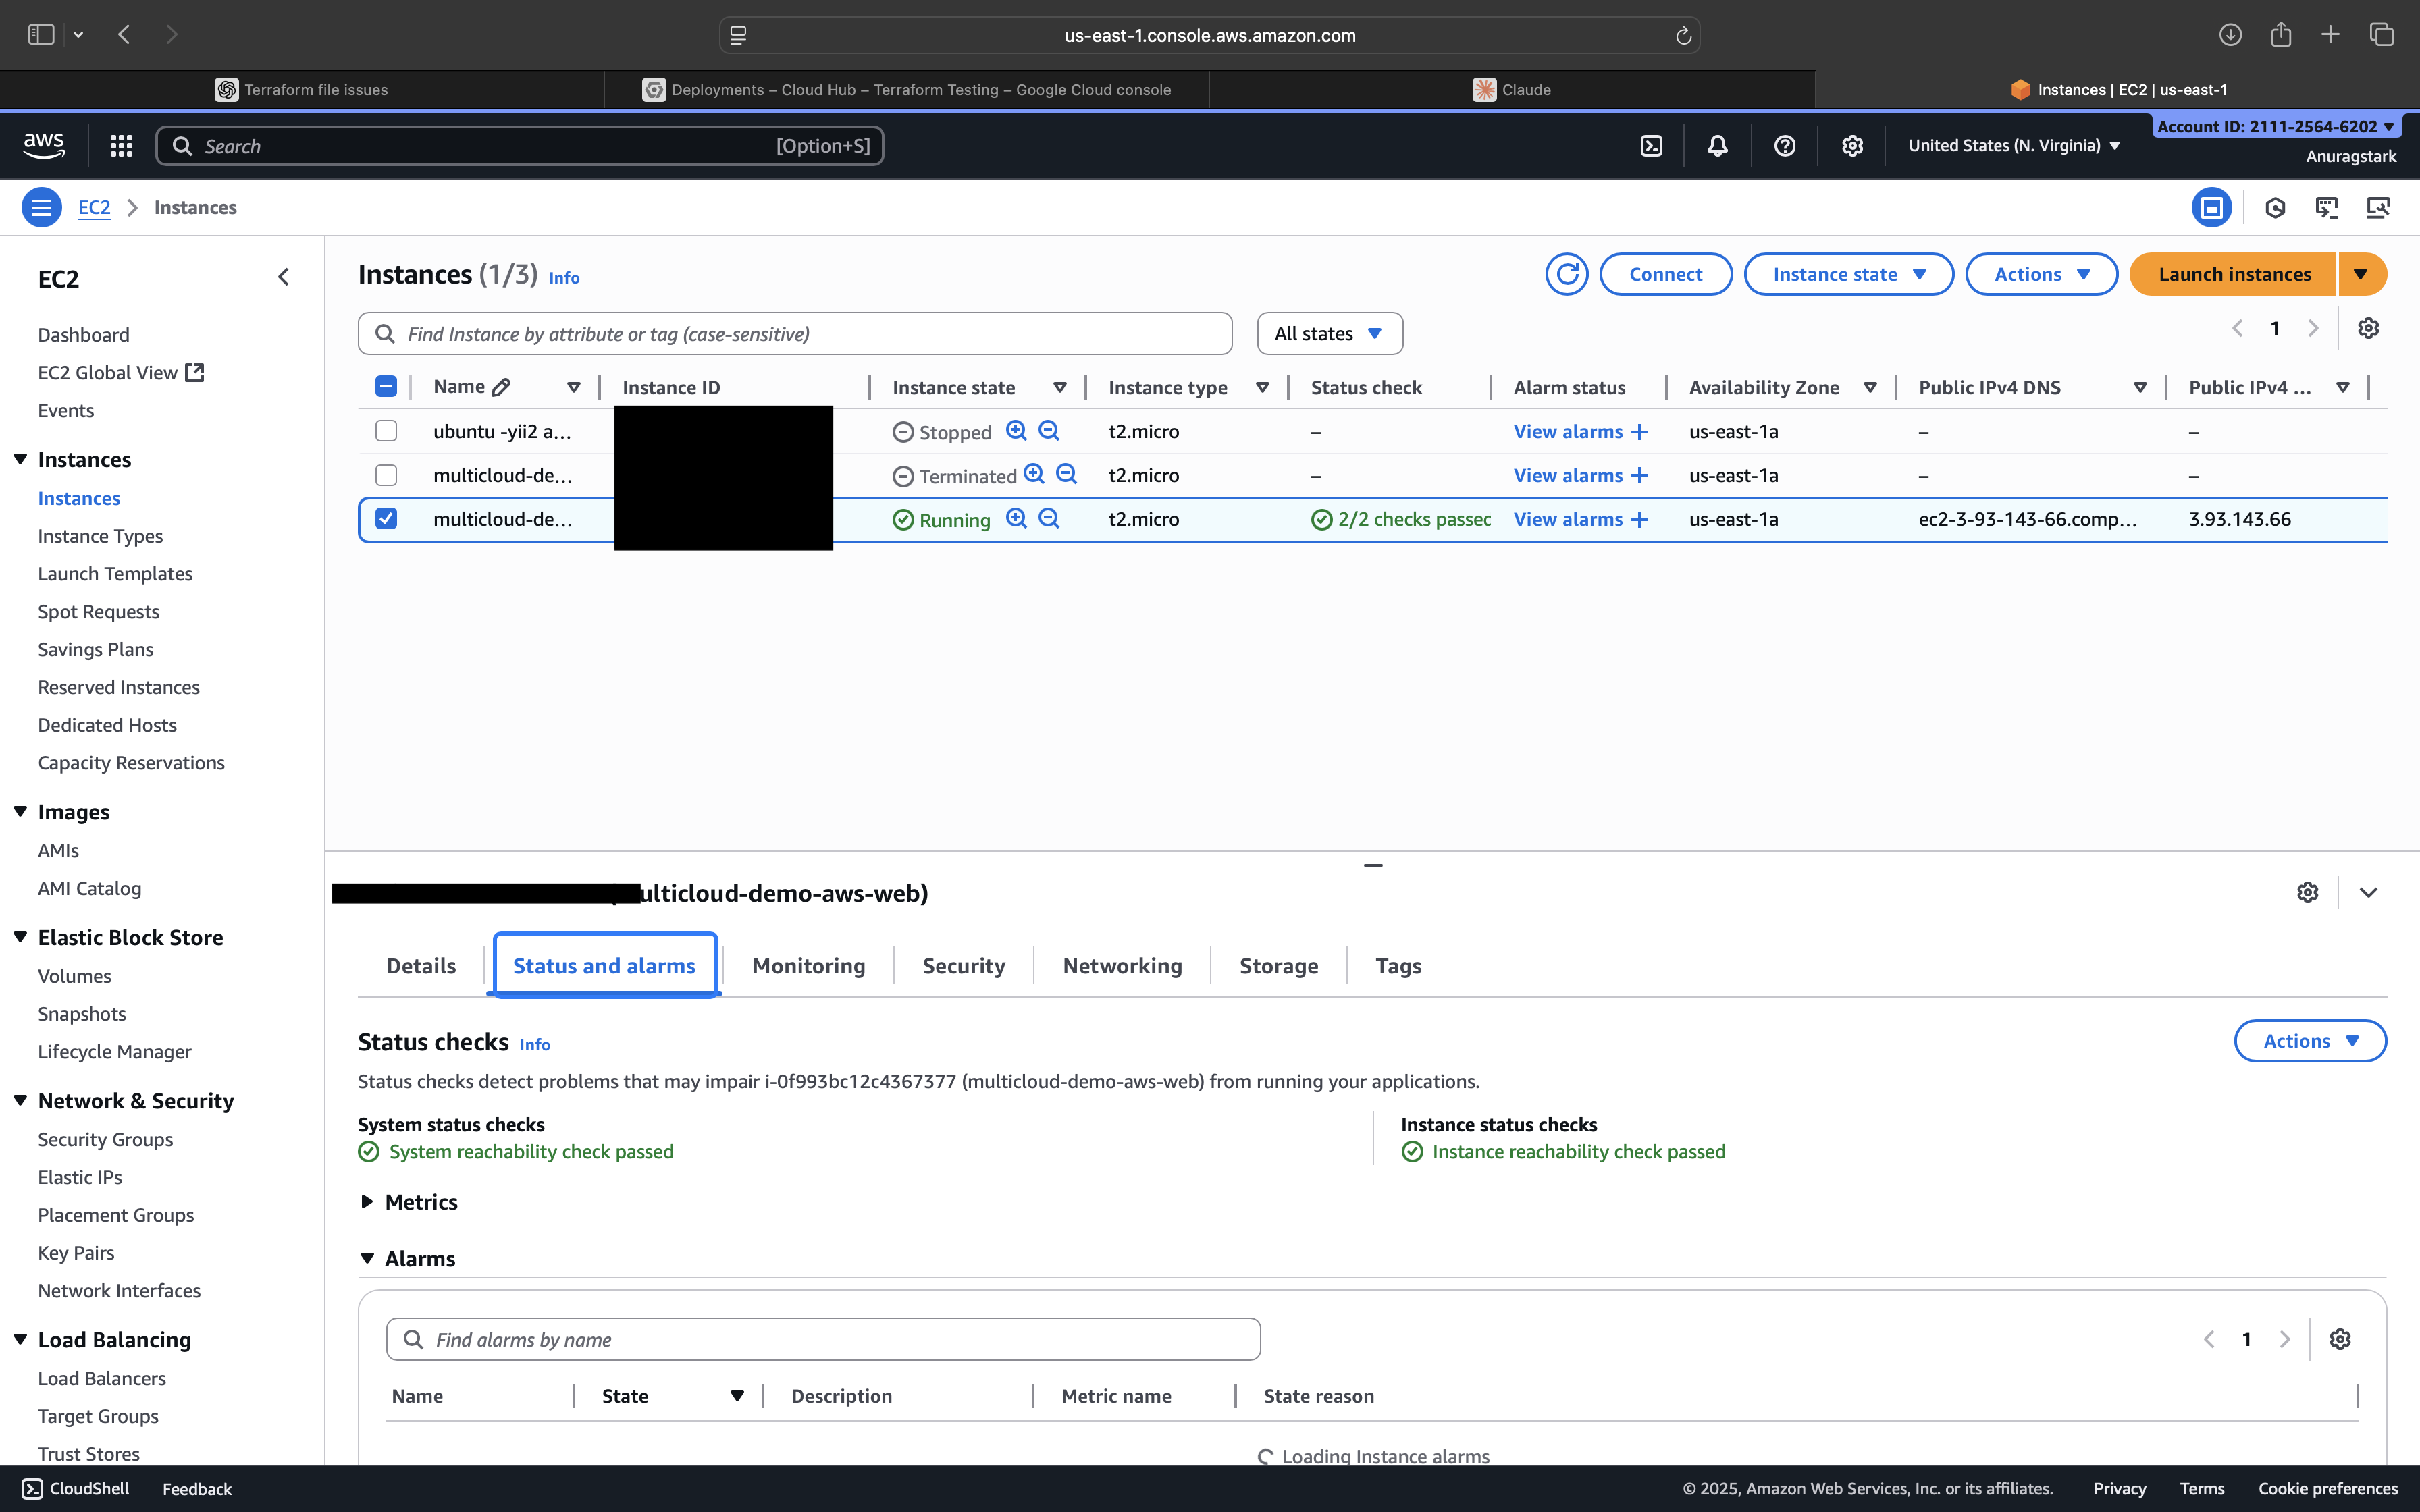 us-east-1.console.aws.amazon.com
Terraform file issues
Deployments – Cloud Hub – Terraform Testing – Google Cloud console
Claude
Instances | EC2 | us-east-1
aws
Search
[Option+S]
United States (N. Virginia)
Account ID: 2111-2564-6202
Anuragstark
EC2
Instances
EC2
Dashboard
EC2 Global View
Events
Instances
Instances
Instance Types
Launch Templates
Spot Requests
Savings Plans
Reserved Instances
Dedicated Hosts
Capacity Reservations
Images
AMIs
AMI Catalog
Elastic Block Store
Volumes
Snapshots
Lifecycle Manager
Network & Security
Security Groups
Elastic IPs
Placement Groups
Key Pairs
Network Interfaces
Load Balancing
Load Balancers
Target Groups
Trust Stores
Instances (1/3) Info
Connect
Instance state
Actions
Launch instances
Find Instance by attribute or tag (case-sensitive)
All states
1
Name Instance ID Instance state Instance type Status check Alarm status Availability Zone Public IPv4 DNS Public IPv4 ...
ubuntu -yii2 a... Stopped t2.micro – View alarms + us-east-1a – –
multicloud-de... Terminated t2.micro – View alarms + us-east-1a – –
multicloud-de... Running t2.micro 2/2 checks passec View alarms + us-east-1a ec2-3-93-143-66.comp... 3.93.143.66
ulticloud-demo-aws-web)
Details
Status and alarms
Monitoring
Security
Networking
Storage
Tags
Status checks Info
Actions
Status checks detect problems that may impair i-0f993bc12c4367377 (multicloud-demo-aws-web) from running your applications.
System status checks
System reachability check passed
Instance status checks
Instance reachability check passed
Metrics
Alarms
Find alarms by name
1
Name State Description Metric name State reason
Loading Instance alarms
CloudShell
Feedback
© 2025, Amazon Web Services, Inc. or its affiliates.
Privacy
Terms
Cookie preferences